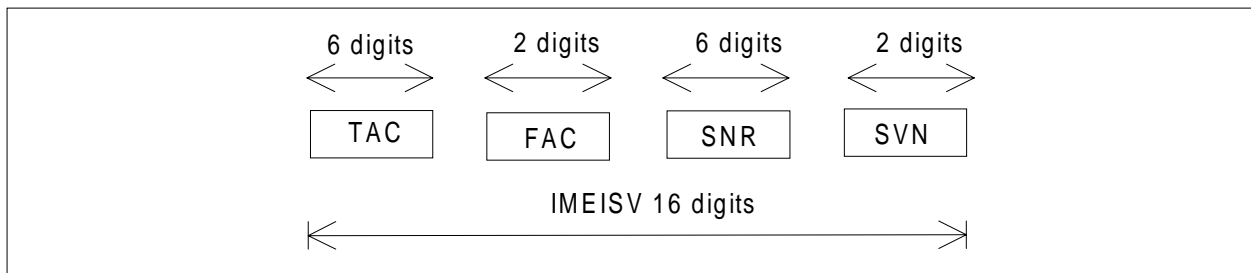 6 digits 2 digits 6 digits 2 digits
TAC FAC SNR SVN
IMEISV 16 digits